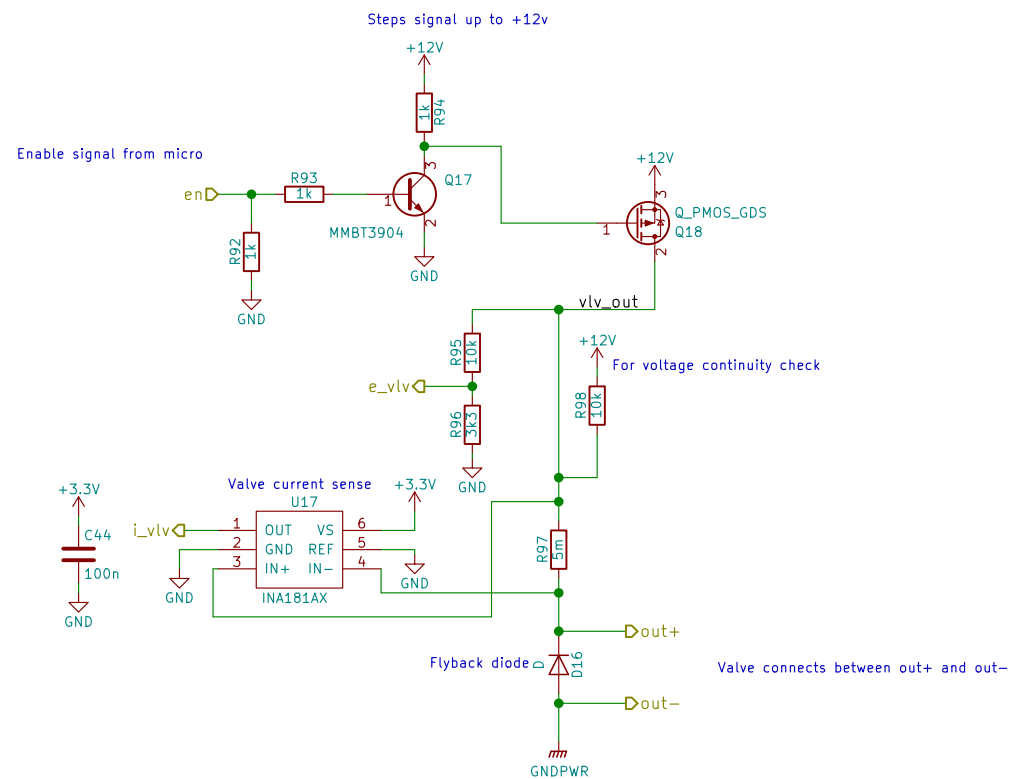 Steps signal up to +12v
+12V
1k
R94
Enable signal from micro
+12V
3
R93
Q17
3
en
1k
1
Q_PMOS_GDS
MMBT3904
2
1
Q18
R92
1k
2
GND
vlv_out
GND
+12V
R95
10k
For voltage continuity check
e_vlv
R98
10k
R96
3k3
Valve current sense
+3.3V
GND
+3.3V
U17
i_vlv
1
OUT
VS
6
C44
2
GND
REF
5
R97
5m
3
IN+
IN-
4
100n
GND
INA181AX
GND
GND
out+
Flyback diode
D
D16
Valve connects between out+ and out-
out-
GNDPWR